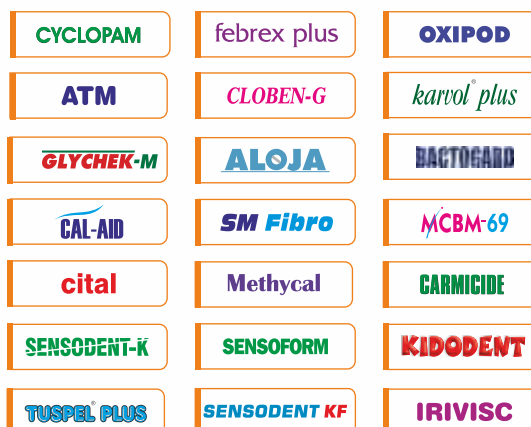 CYCLOPAM febrex plus OXIPOD
ATM CLOBEN-G karvol® plus
GLYCHEK-M ALOJA BACTOGARD
CAL-AID SM Fibro MCBM-69
cital Methycal CARMICIDE
SENSODENT-K SENSOFORM KIDODENT
TUSPEL® PLUS SENSODENT KF IRIVISC